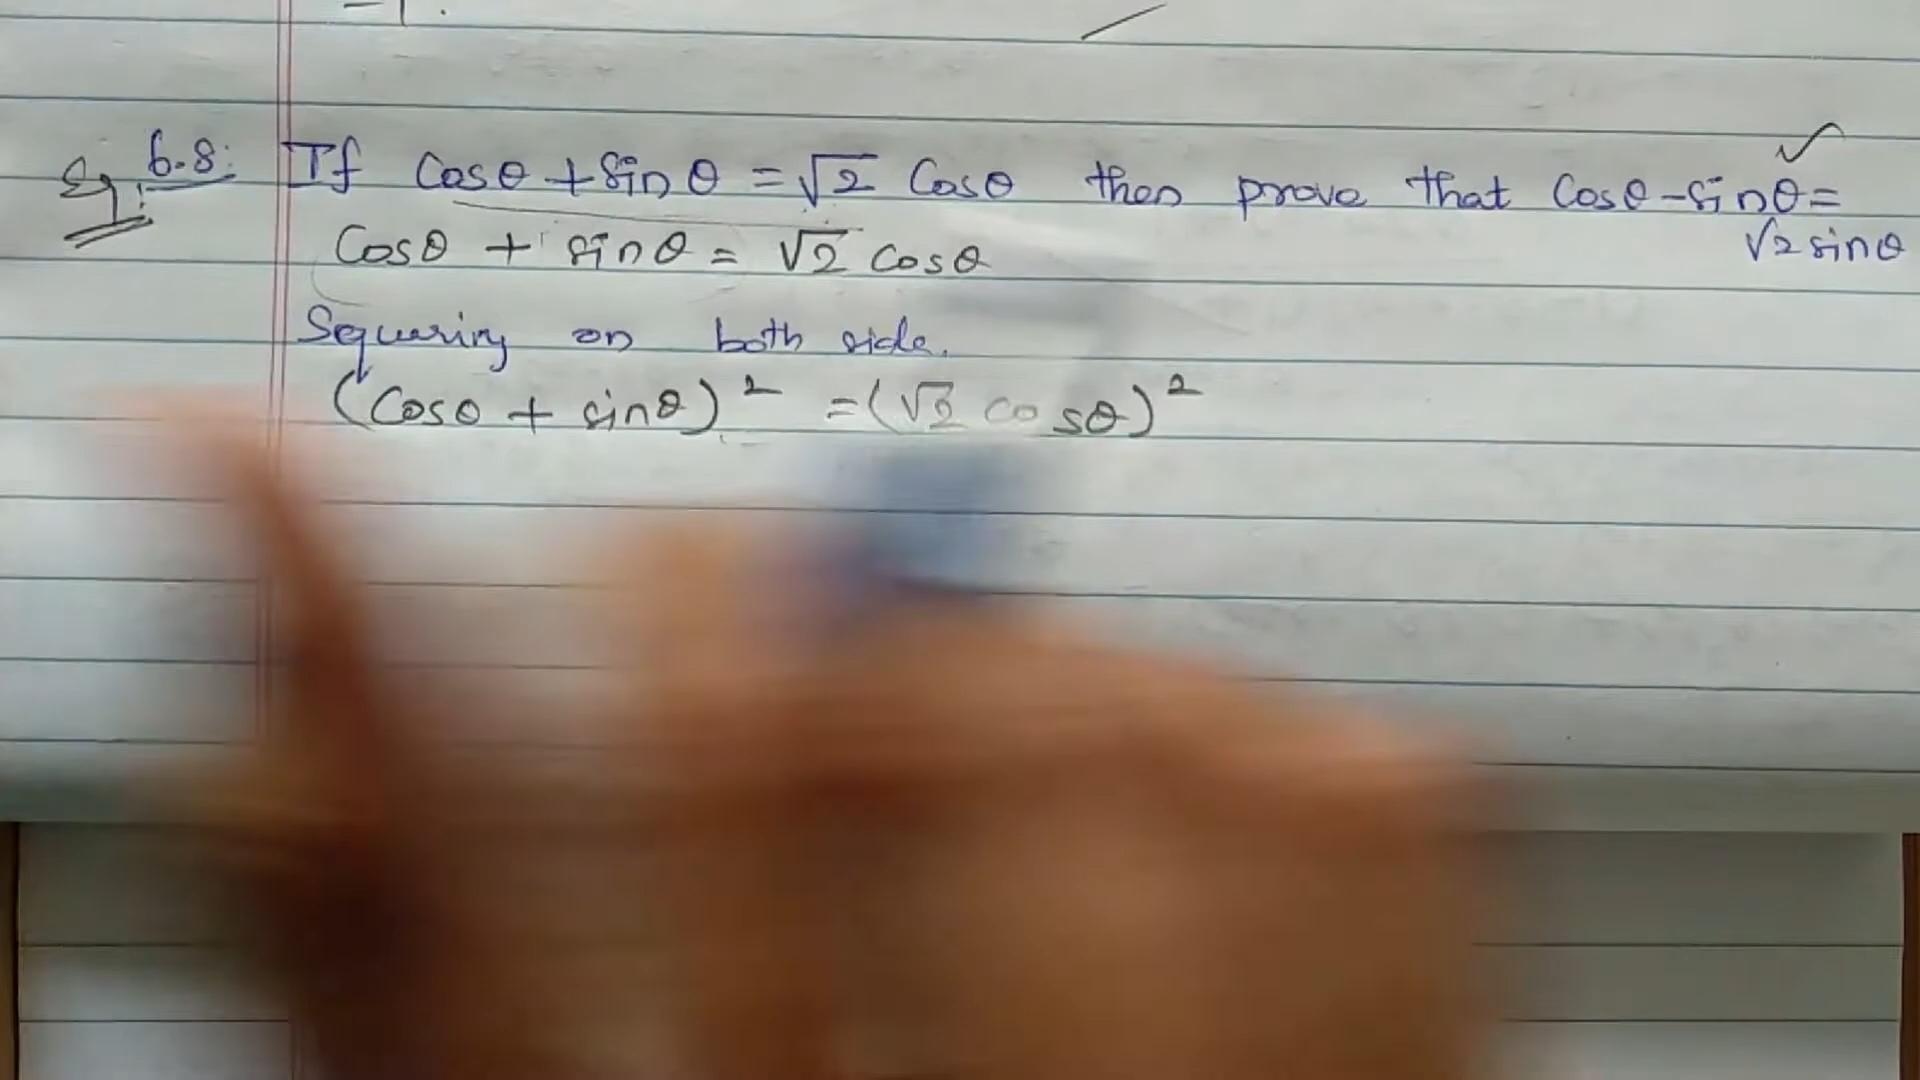 Eg 6.8: If Cosθ + Sinθ = √2 Cosθ then prove that Cosθ - Sinθ =
√2 sinθ
Cosθ + sinθ = √2 cosθ
Squaring on both side.
(Cosθ + sinθ)² = (√2 cosθ)²